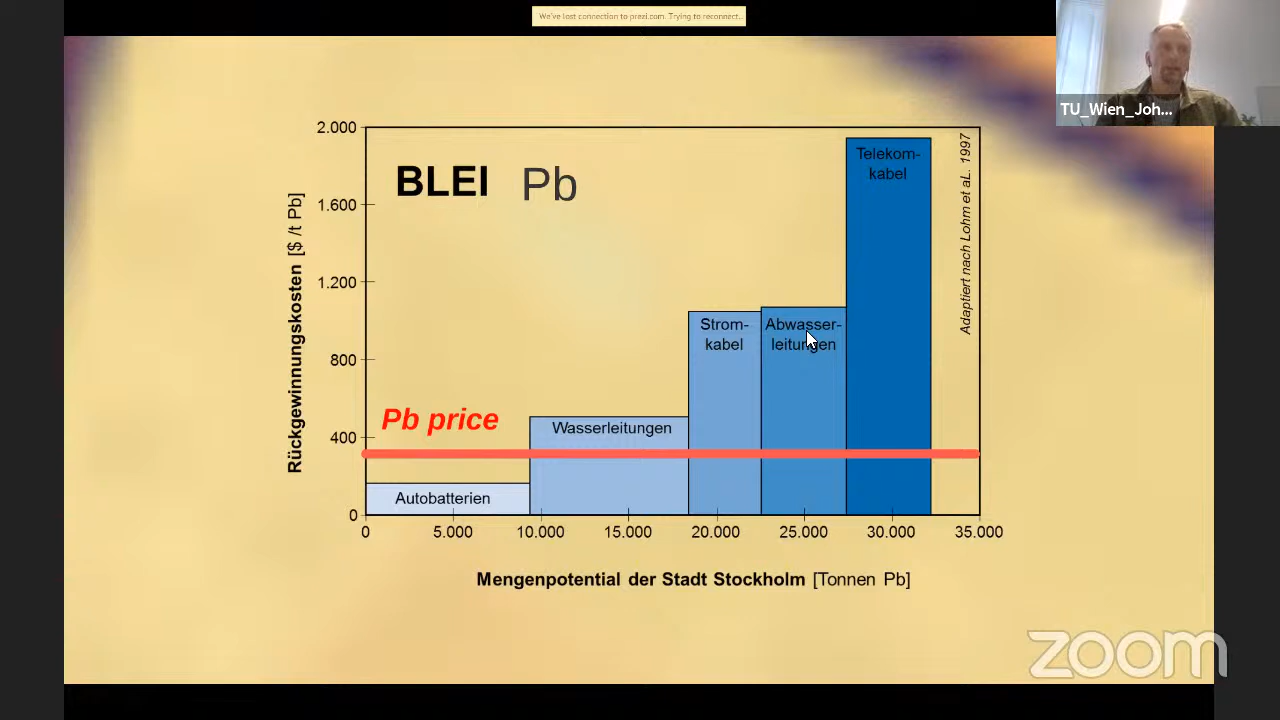 We've lost connection to prezi.com. Trying to reconnect...
TU_Wien_Joh...
BLEI Pb
Rückgewinnungskosten [$ /t Pb]
2.000
1.600
1.200
800
400
0
Pb price
Autobatterien
Wasserleitungen
Strom-
kabel
Abwasser-
leitungen
Telekom-
kabel
Adaptiert nach Lohm et aL. 1997
0 5.000 10.000 15.000 20.000 25.000 30.000 35.000
Mengenpotential der Stadt Stockholm [Tonnen Pb]
zoom